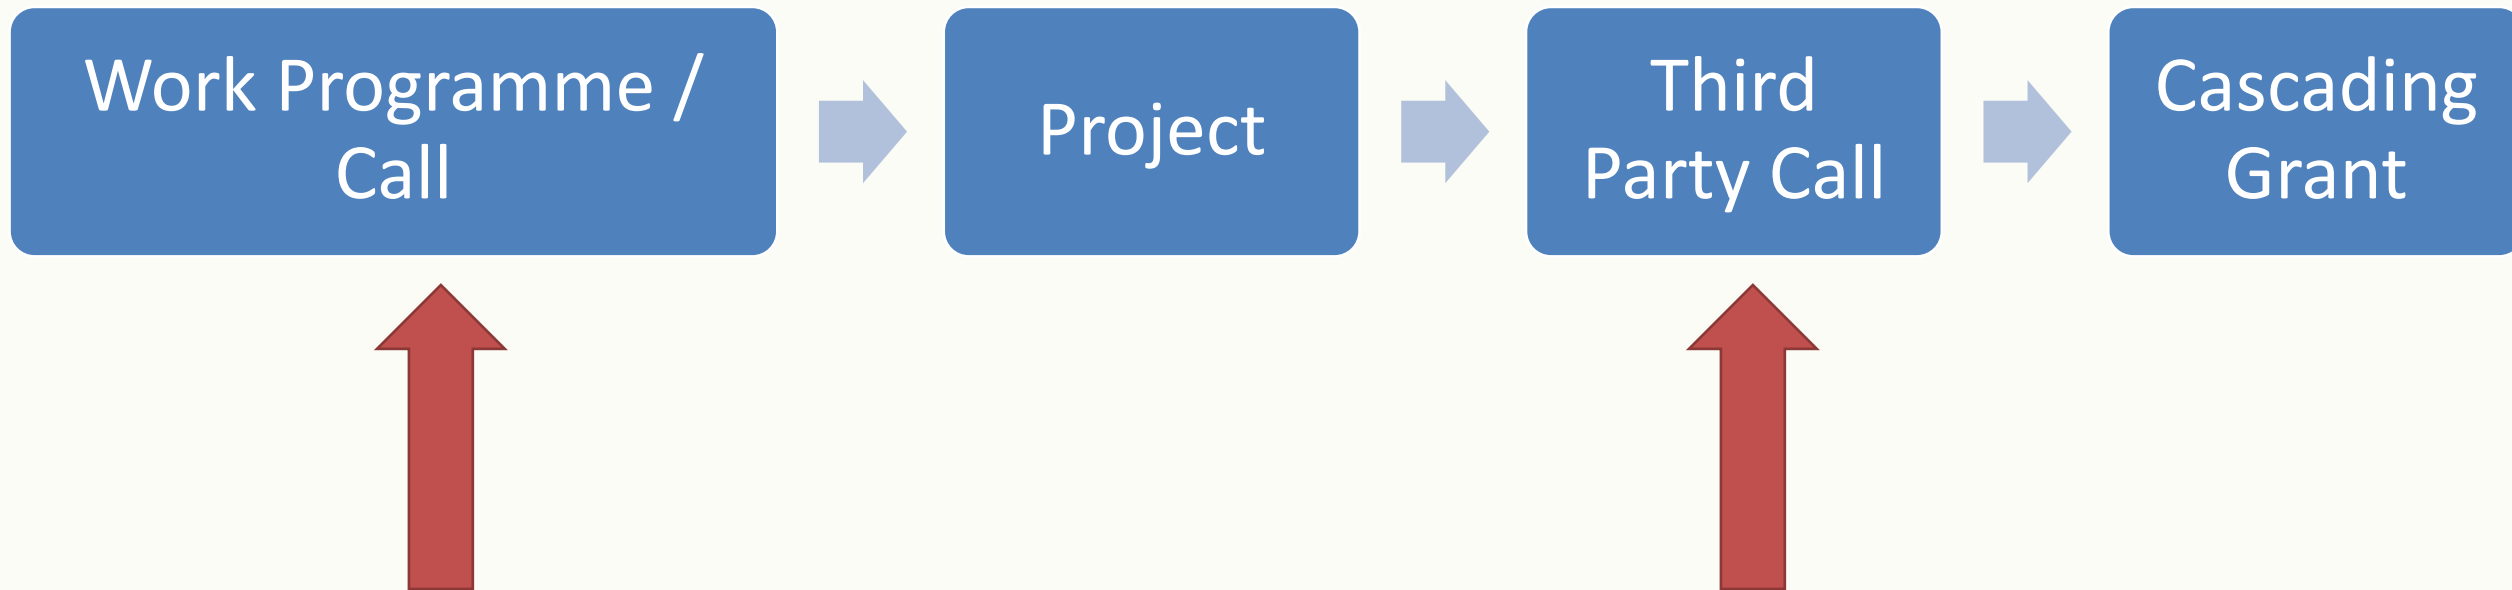 Work Programme /
Call
Project
Third
Party Call
Cascading
Grant